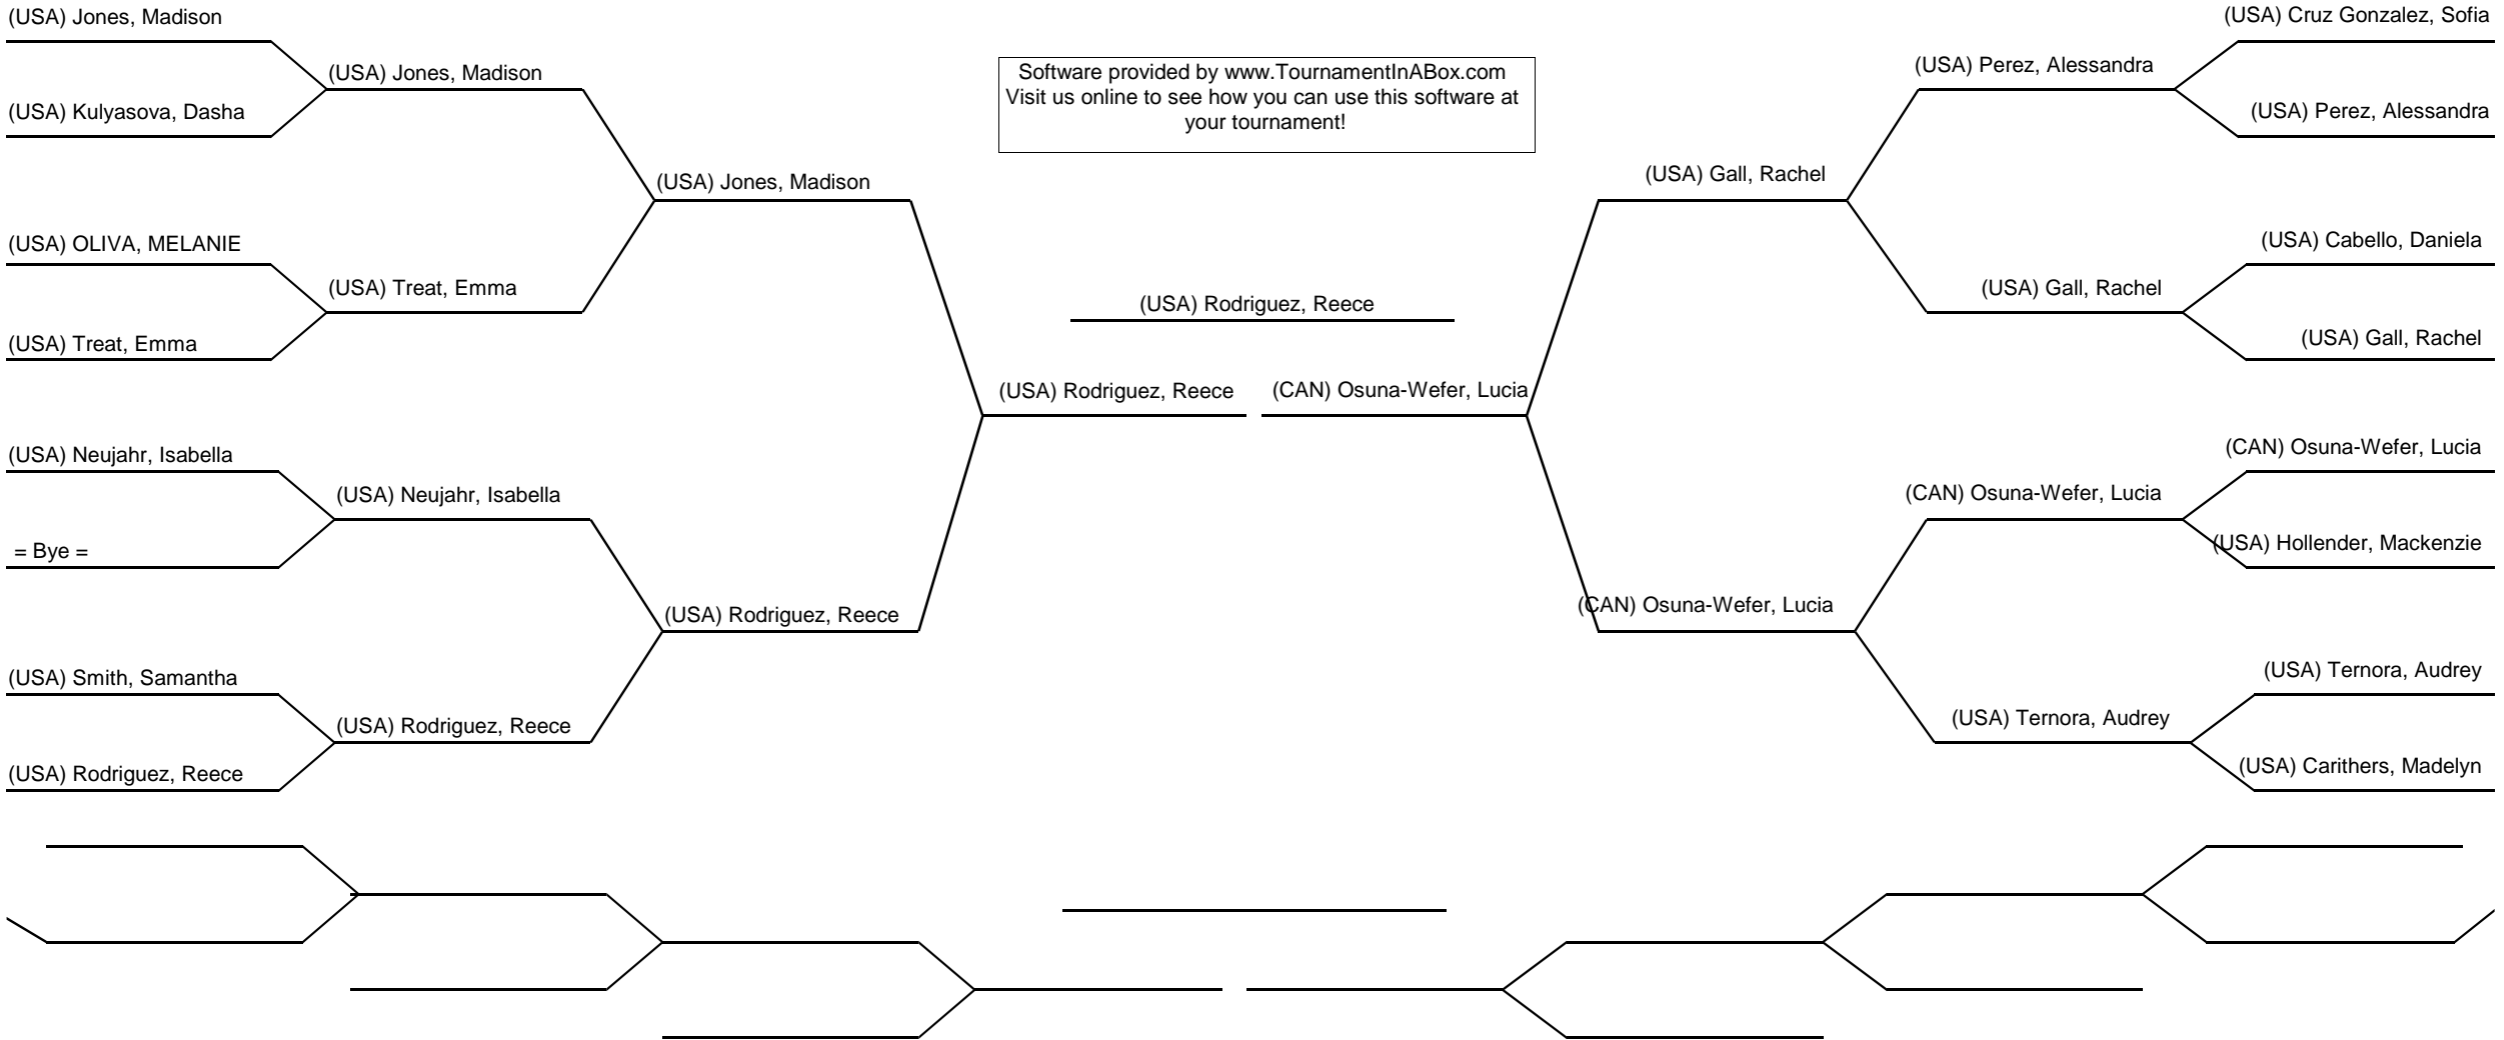 (USA) Jones, Madison
(USA) Kulyasova, Dasha
(USA) OLIVA, MELANIE
(USA) Treat, Emma
(USA) Neujahr, Isabella
= Bye =
(USA) Smith, Samantha
(USA) Rodriguez, Reece
(USA) Jones, Madison
(USA) Treat, Emma
(USA) Neujahr, Isabella
(USA) Rodriguez, Reece
(USA) Jones, Madison
(USA) Rodriguez, Reece
Software provided by www.TournamentInABox.com
Visit us online to see how you can use this software at
your tournament!
(USA) Rodriguez, Reece
(USA) Rodriguez, Reece
(CAN) Osuna-Wefer, Lucia
(USA) Gall, Rachel
(CAN) Osuna-Wefer, Lucia
(USA) Perez, Alessandra
(USA) Gall, Rachel
(CAN) Osuna-Wefer, Lucia
(USA) Ternora, Audrey
(USA) Cruz Gonzalez, Sofia
(USA) Perez, Alessandra
(USA) Cabello, Daniela
(USA) Gall, Rachel
(CAN) Osuna-Wefer, Lucia
(USA) Hollender, Mackenzie
(USA) Ternora, Audrey
(USA) Carithers, Madelyn